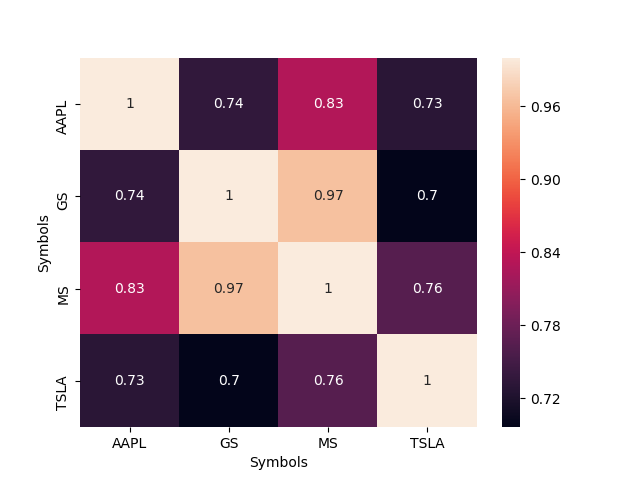 AAPL 1 0.74 0.83 0.73
GS 0.74 1 0.97 0.7
MS 0.83 0.97 1 0.76
TSLA 0.73 0.7 0.76 1
Symbols
AAPL GS MS TSLA
Symbols
0.96
0.90
0.84
0.78
0.72